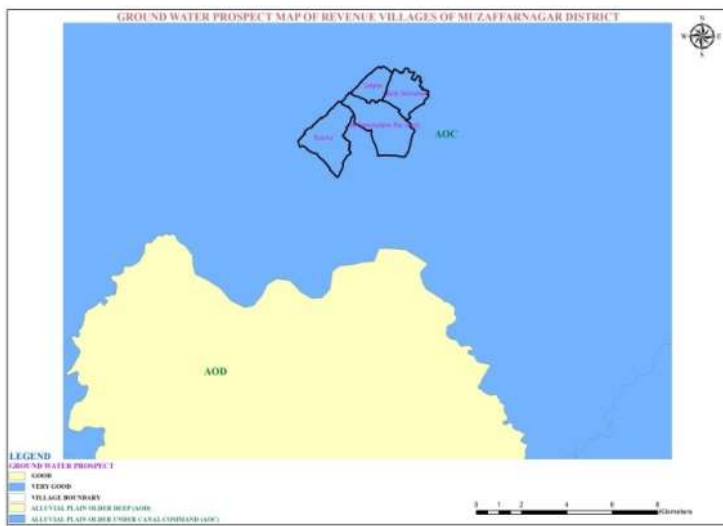 GROUND WATER PROSPECT MAP OF REVENUE VILLAGES OF MUZAFFARNAGAR DISTRICT
N
W E
S
AOC
AOD
LEGEND
GROUND WATER PROSPECT
GOOD
VERY GOOD
VILLAGE BOUNDARY
ALLUVIAL PLAIN OLDER DEEP (AOD)
ALLUVIAL PLAIN OLDER UNDER CANAL COMMAND (AOC)
0 1 2 4 6 8
Kilometers